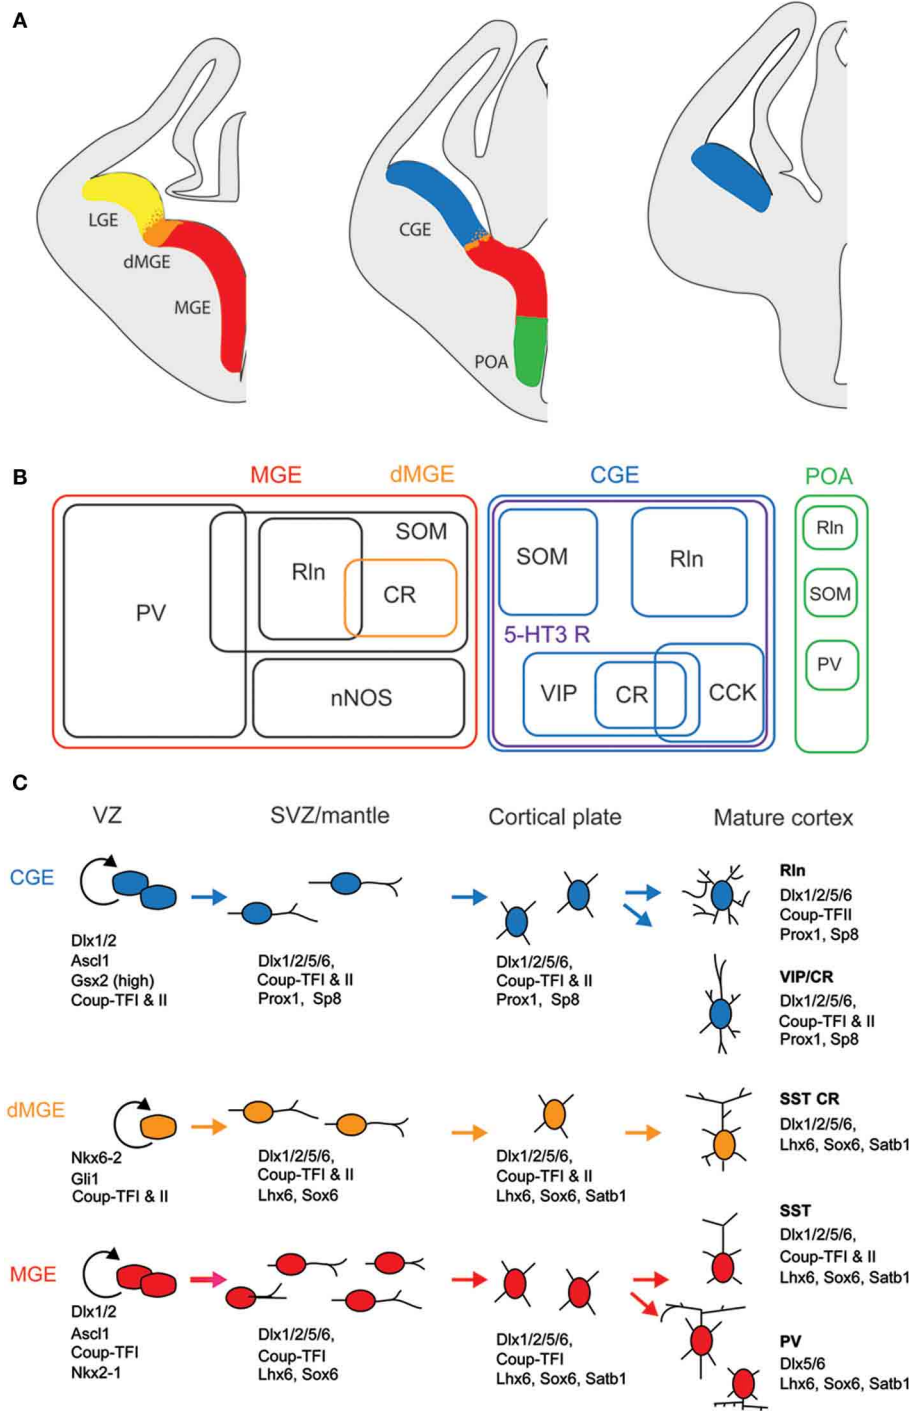 A
LGE
dMGE
MGE
CGE
POA
B
MGE
dMGE
CGE
POA
PV
SOM
Rln
CR
nNOS
SOM
Rln
5-HT3 R
VIP
CR
CCK
Rln
SOM
PV
C
VZ
SVZ/mantle
Cortical plate
Mature cortex
CGE
Dlx1/2
Ascl1
Gsx2 (high)
Coup-TFI & II
Dlx1/2/5/6,
Coup-TFI & II
Prox1, Sp8
Dlx1/2/5/6,
Coup-TFI & II
Prox1, Sp8
Rln
Dlx1/2/5/6
Coup-TFII
Prox1, Sp8
VIP/CR
Dlx1/2/5/6,
Coup-TFI & II
Prox1, Sp8
dMGE
Nkx6-2
Gli1
Coup-TFI & II
Dlx1/2/5/6,
Coup-TFI & II
Lhx6, Sox6
Dlx1/2/5/6,
Coup-TFI & II
Lhx6, Sox6, Satb1
SST CR
Dlx1/2/5/6,
Lhx6, Sox6, Satb1
MGE
Dlx1/2
Ascl1
Coup-TFI
Nkx2-1
Dlx1/2/5/6,
Coup-TFI
Lhx6, Sox6
Dlx1/2/5/6,
Coup-TFI
Lhx6, Sox6, Satb1
SST
Dlx1/2/5/6,
Coup-TFI & II
Lhx6, Sox6, Satb1
PV
Dlx5/6
Lhx6, Sox6, Satb1